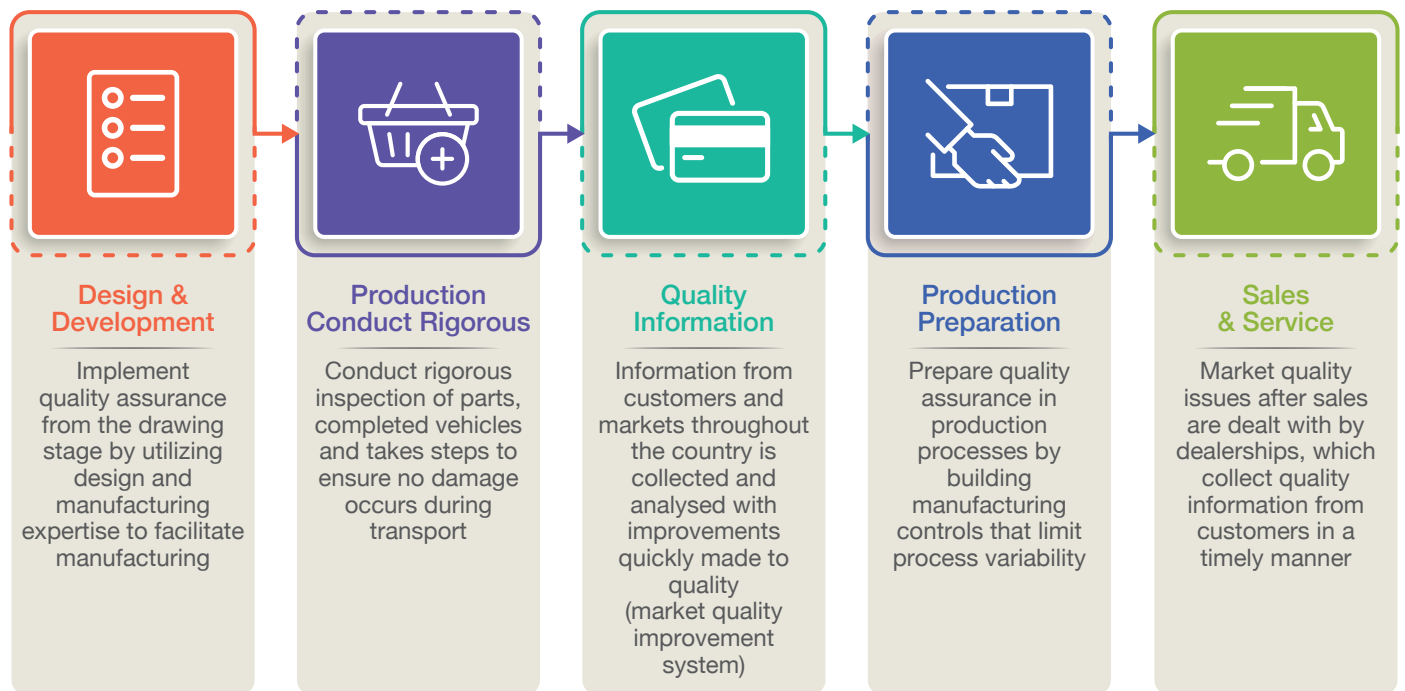 Design &
Development
Implement
quality assurance
from the drawing
stage by utilizing
design and
manufacturing
expertise to facilitate
manufacturing
Production
Conduct Rigorous
Conduct rigorous
inspection of parts,
completed vehicles
and takes steps to
ensure no damage
occurs during
transport
Quality
Information
Information from
customers and
markets throughout
the country is
collected and
analysed with
improvements
quickly made to
quality
(market quality
improvement
system)
Production
Preparation
Prepare quality
assurance in
production
processes by
building
manufacturing
controls that limit
process variability
Sales
& Service
Market quality
issues after sales
are dealt with by
dealerships, which
collect quality
information from
customers in a
timely manner